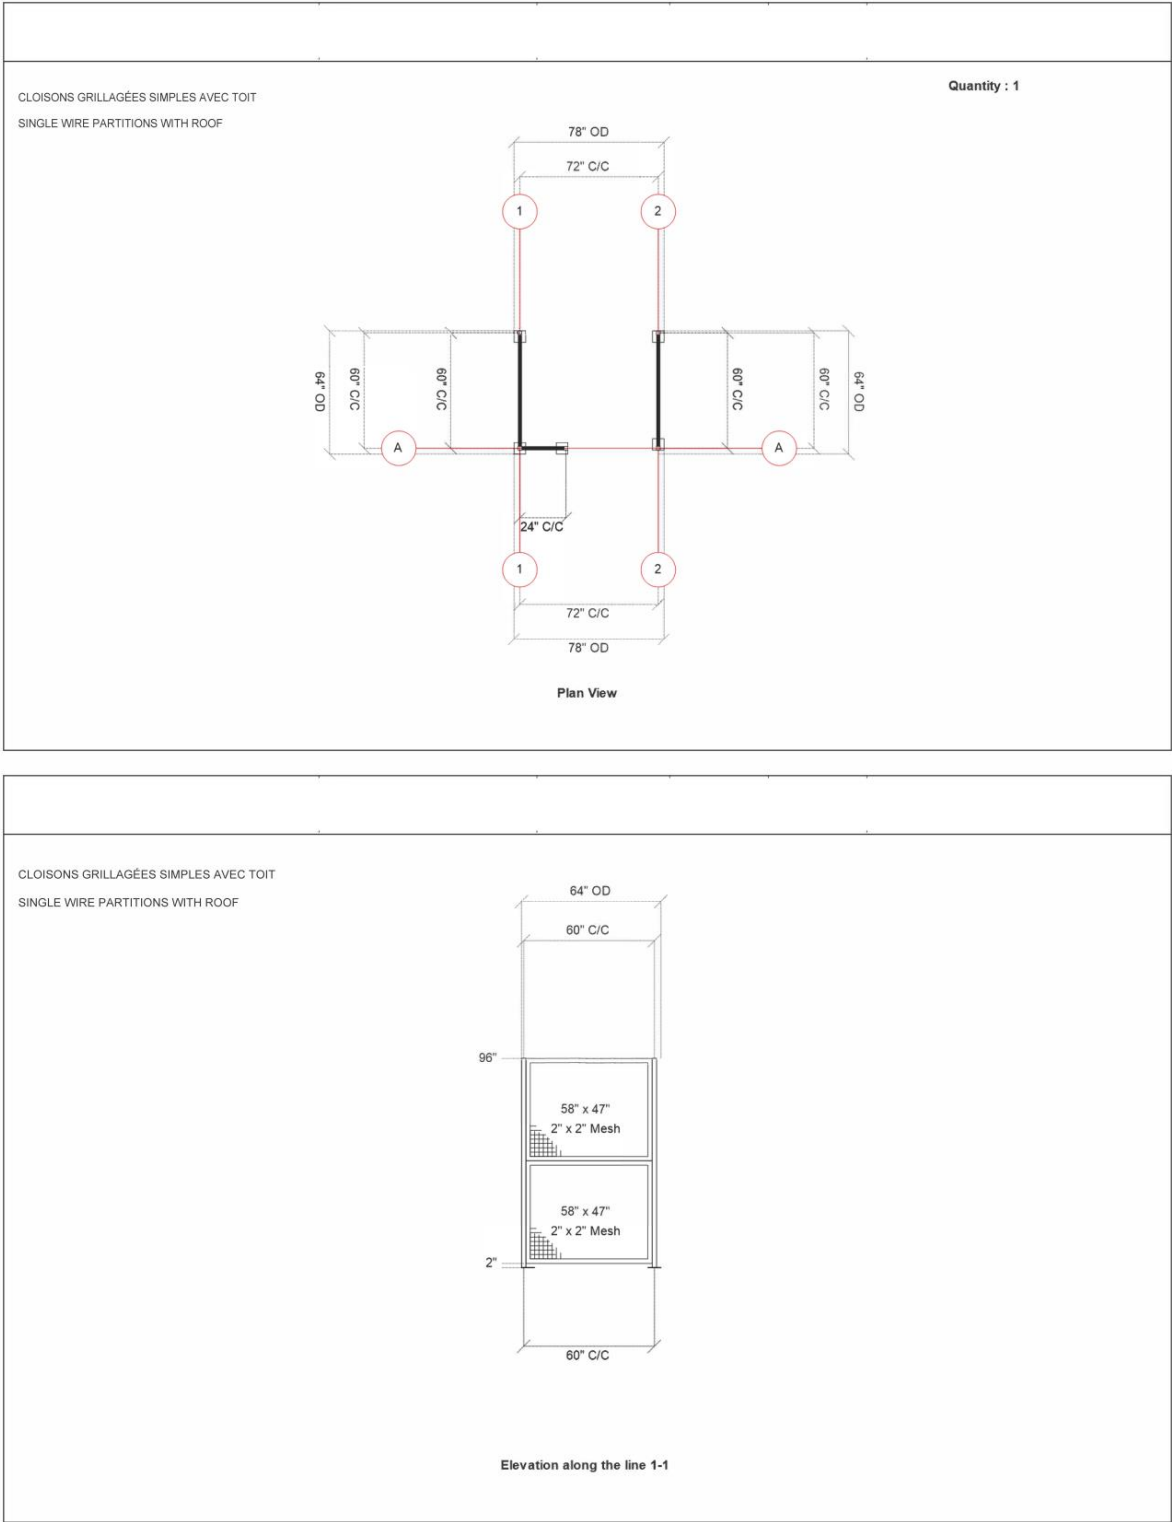 Quantity : 1
CLOISONS GRILLAGÉES SIMPLES AVEC TOIT
SINGLE WIRE PARTITIONS WITH ROOF
78" OD
72" C/C
1
2
64" OD
60" C/C
60" C/C
60" C/C
60" C/C
64" OD
A
A
24" C/C
1
2
72" C/C
78" OD
Plan View
CLOISONS GRILLAGÉES SIMPLES AVEC TOIT
SINGLE WIRE PARTITIONS WITH ROOF
64" OD
60" C/C
96"
58" x 47"
2" x 2" Mesh
58" x 47"
2" x 2" Mesh
2"
60" C/C
Elevation along the line 1-1